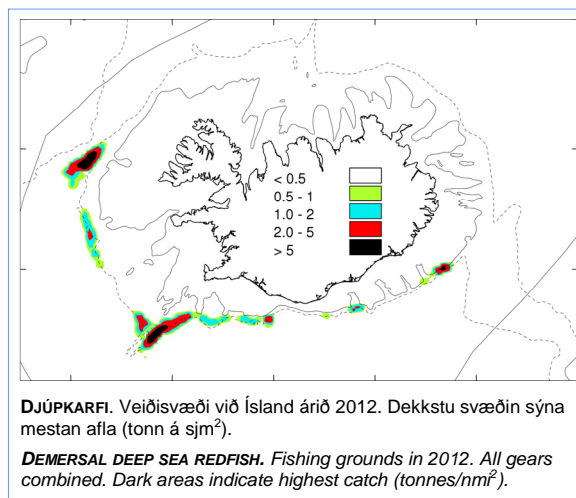 < 0.5
0.5 - 1
1.0 - 2
2.0 - 5
> 5
DJÚPKARFI. Veiðisvæði við Ísland árið 2012. Dekkstu svæðin sýna
mestan afla (tonn á sjm²).
DEMERSAL DEEP SEA REDFISH. Fishing grounds in 2012. All gears
combined. Dark areas indicate highest catch (tonnes/nmi²).